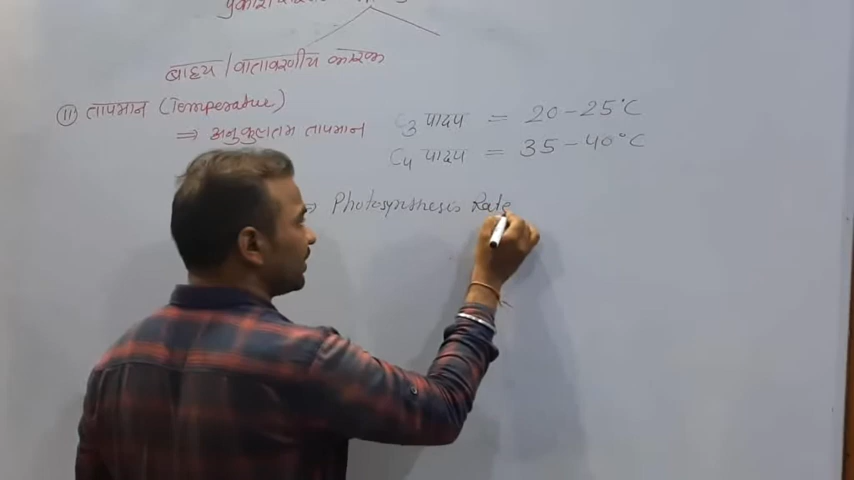 बाह्य/वातावरणीय कारक
(ii) तापमान (Temperature)
⇒ अनुकूलतम तापमान
C3 पादप = 20-25°C
C4 पादप = 35-40°C
Photosynthesis Rate